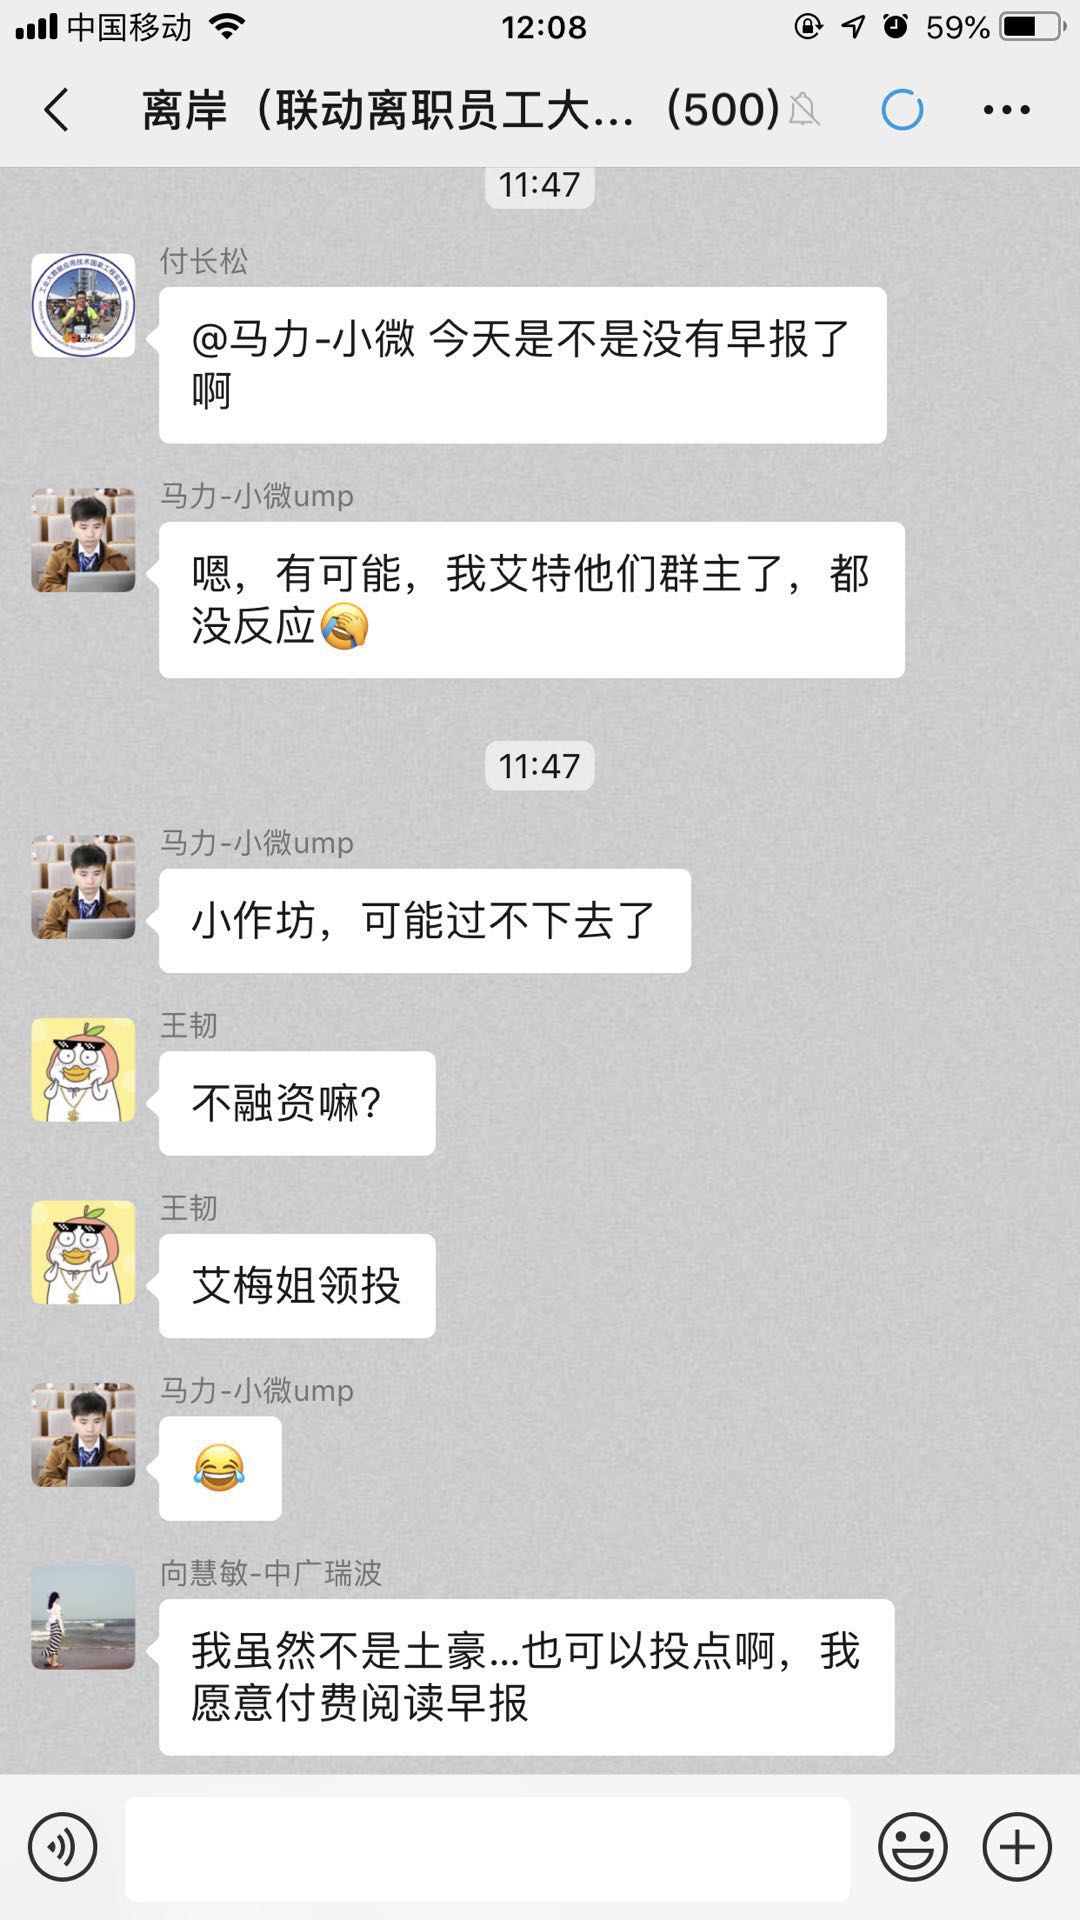 中国移动
12:08
59%
离岸（联动离职员工大... (500)
11:47
付长松
@马力-小微 今天是不是没有早报了
啊
马力-小微ump
嗯，有可能，我艾特他们群主了，都
没反应🤦
11:47
马力-小微ump
小作坊，可能过不下去了
王韧
不融资嘛？
王韧
艾梅姐领投
马力-小微ump
😂
向慧敏-中广瑞波
我虽然不是土豪...也可以投点啊，我
愿意付费阅读早报